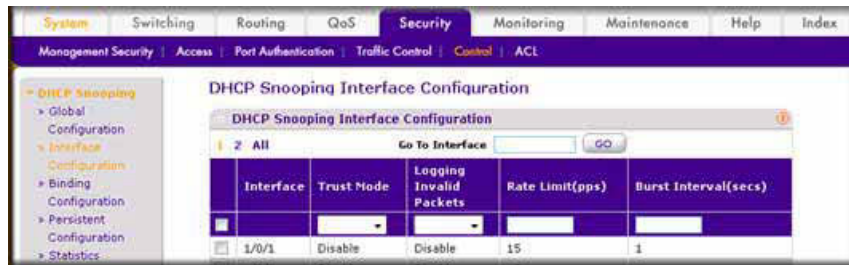 System Switching Routing QoS Security Monitoring Maintenance Help Index
Management Security | Access | Port Authentication | Traffic Control | Control | ACL
DHCP Snooping
Global
Configuration
Interface
Configuration
Binding
Configuration
Persistent
Configuration
Statistics
DHCP Snooping Interface Configuration
DHCP Snooping Interface Configuration
1 2 All Go To Interface GO
Interface Trust Mode Logging Invalid Packets Rate Limit(pps) Burst Interval(secs)
1/0/1 Disable Disable 15 1